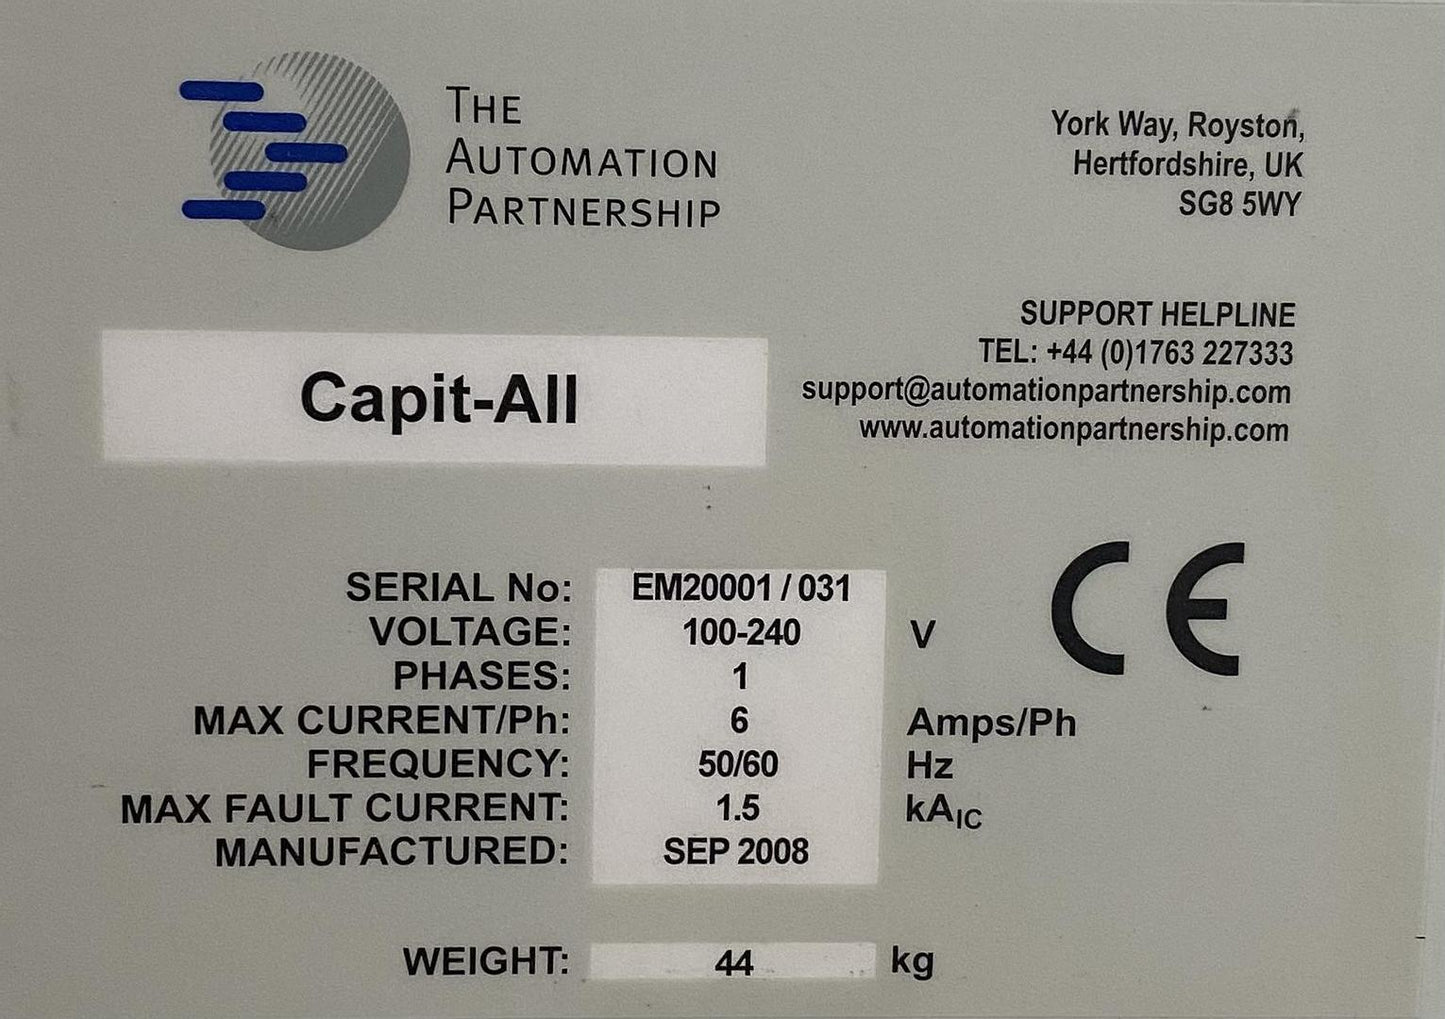 THE
AUTOMATION
PARTNERSHIP
York Way, Royston,
Hertfordshire, UK
SG8 5WY
SUPPORT HELPLINE
TEL: +44 (0)1763 227333
support@automationpartnership.com
www.automationpartnership.com
Capit-All
CE
SERIAL No: EM20001 / 031
VOLTAGE: 100-240 V
PHASES: 1
MAX CURRENT/Ph: 6 Amps/Ph
FREQUENCY: 50/60 Hz
MAX FAULT CURRENT: 1.5 kAIC
MANUFACTURED: SEP 2008
WEIGHT: 44 kg